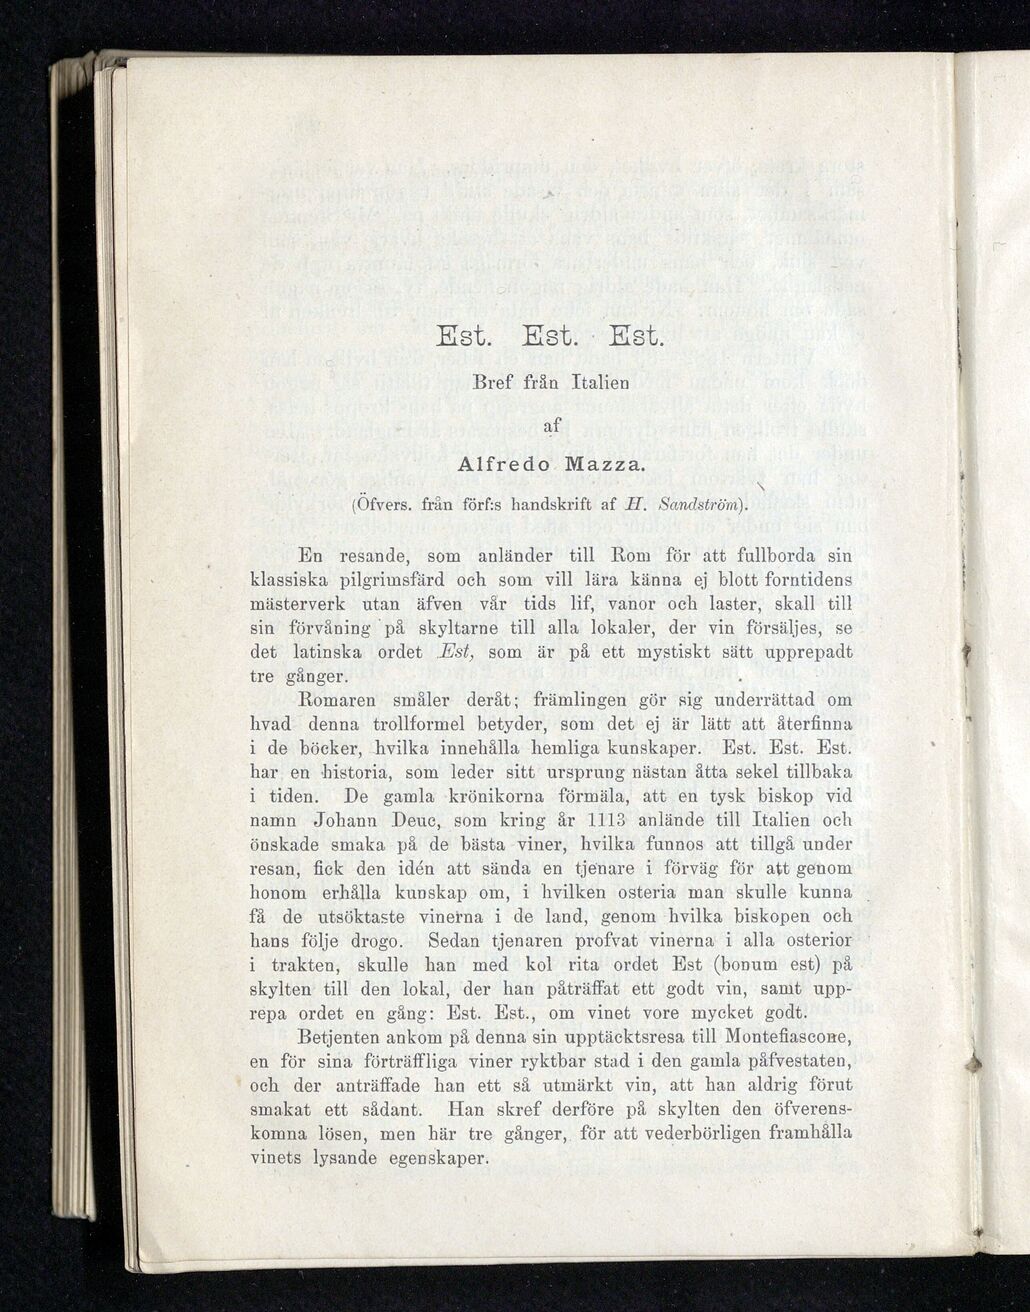 Est. Est. Est.
Bref från Italien
af
Alfredo Mazza.
(Öfvers. från förf:s handskrift af H. Sandström).
En resande, som anländer till Rom för att fullborda sin
klassiska pilgrimsfärd och som vill lära känna ej blott forntidens
mästerverk utan äfven vår tids lif, vanor och laster, skall till
sin förvåning på skyltarne till alla lokaler, der vin försäljes, se
det latinska ordet Est, som är på ett mystiskt sätt upprepadt
tre gånger.
Romaren småler deråt; främlingen gör sig underrättad om
hvad denna trollformel betyder, som det ej är lätt att återfinna
i de böcker, hvilka innehålla hemliga kunskaper. Est. Est. Est.
har en historia, som leder sitt ursprung nästan åtta sekel tillbaka
i tiden. De gamla krönikorna förmäla, att en tysk biskop vid
namn Johann Deuc, som kring år 1113 anlände till Italien och
önskade smaka på de bästa viner, hvilka funnos att tillgå under
resan, fick den idén att sända en tjenare i förväg för att genom
honom erhålla kunskap om, i hvilken osteria man skulle kunna
få de utsöktaste vinerna i de land, genom hvilka biskopen och
hans följe drogo. Sedan tjenaren profvat vinerna i alla osterior
i trakten, skulle han med kol rita ordet Est (bonum est) på
skylten till den lokal, der han påträffat ett godt vin, samt upp-
repa ordet en gång: Est. Est., om vinet vore mycket godt.
Betjenten ankom på denna sin upptäcktsresa till Montefiascone,
en för sina förträffliga viner ryktbar stad i den gamla påfvestaten,
och der anträffade han ett så utmärkt vin, att han aldrig förut
smakat ett sådant. Han skref derföre på skylten den öfverens-
komna lösen, men här tre gånger, för att vederbörligen framhålla
vinets lysande egenskaper.